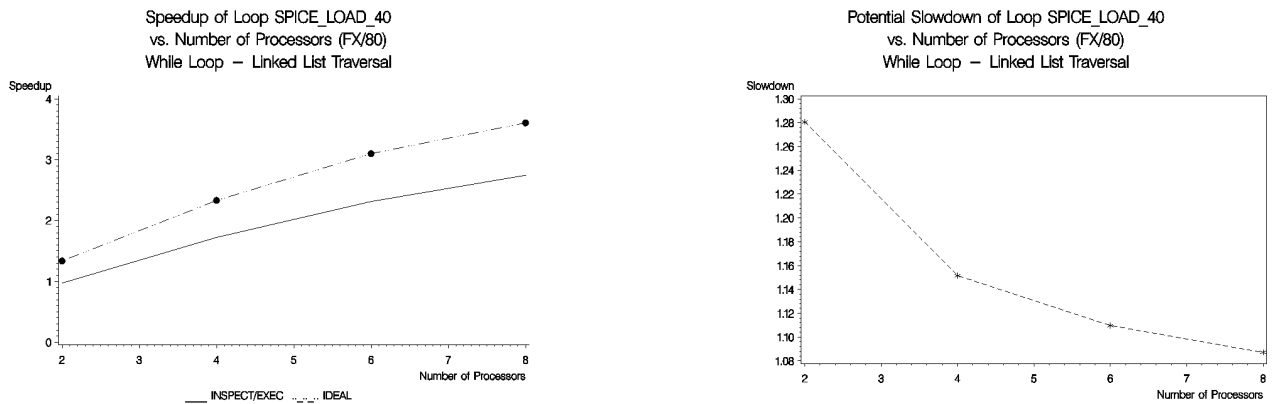 Speedup of Loop SPICE_LOAD_40
vs. Number of Processors (FX/80)
While Loop – Linked List Traversal
Speedup
4
3
2
1
0
2 3 4 5 6 7 8
Number of Processors
INSPECT/EXEC IDEAL
Potential Slowdown of Loop SPICE_LOAD_40
vs. Number of Processors (FX/80)
While Loop – Linked List Traversal
Slowdown
1.30
1.28
1.26
1.24
1.22
1.20
1.18
1.16
1.14
1.12
1.10
1.08
2 3 4 5 6 7 8
Number of Processors